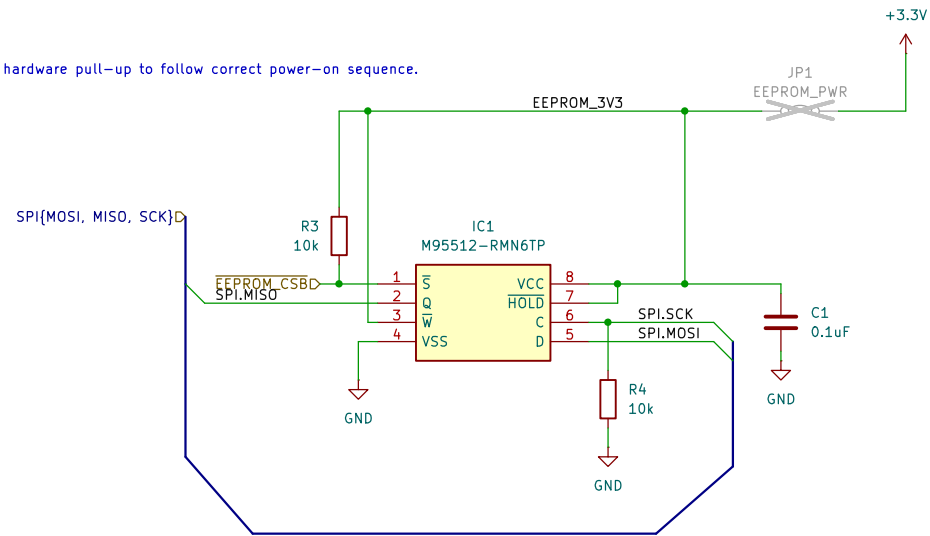 +3.3V
hardware pull-up to follow correct power-on sequence.
JP1
EEPROM_PWR
EEPROM_3V3
SPI{MOSI, MISO, SCK}
R3
10k
IC1
M95512-RMN6TP
EEPROM_CSB
SPI.MISO
1
2
3
4
S
Q
W
VSS
VCC
HOLD
C
D
8
7
6
5
SPI.SCK
SPI.MOSI
C1
0.1uF
GND
R4
10k
GND
GND